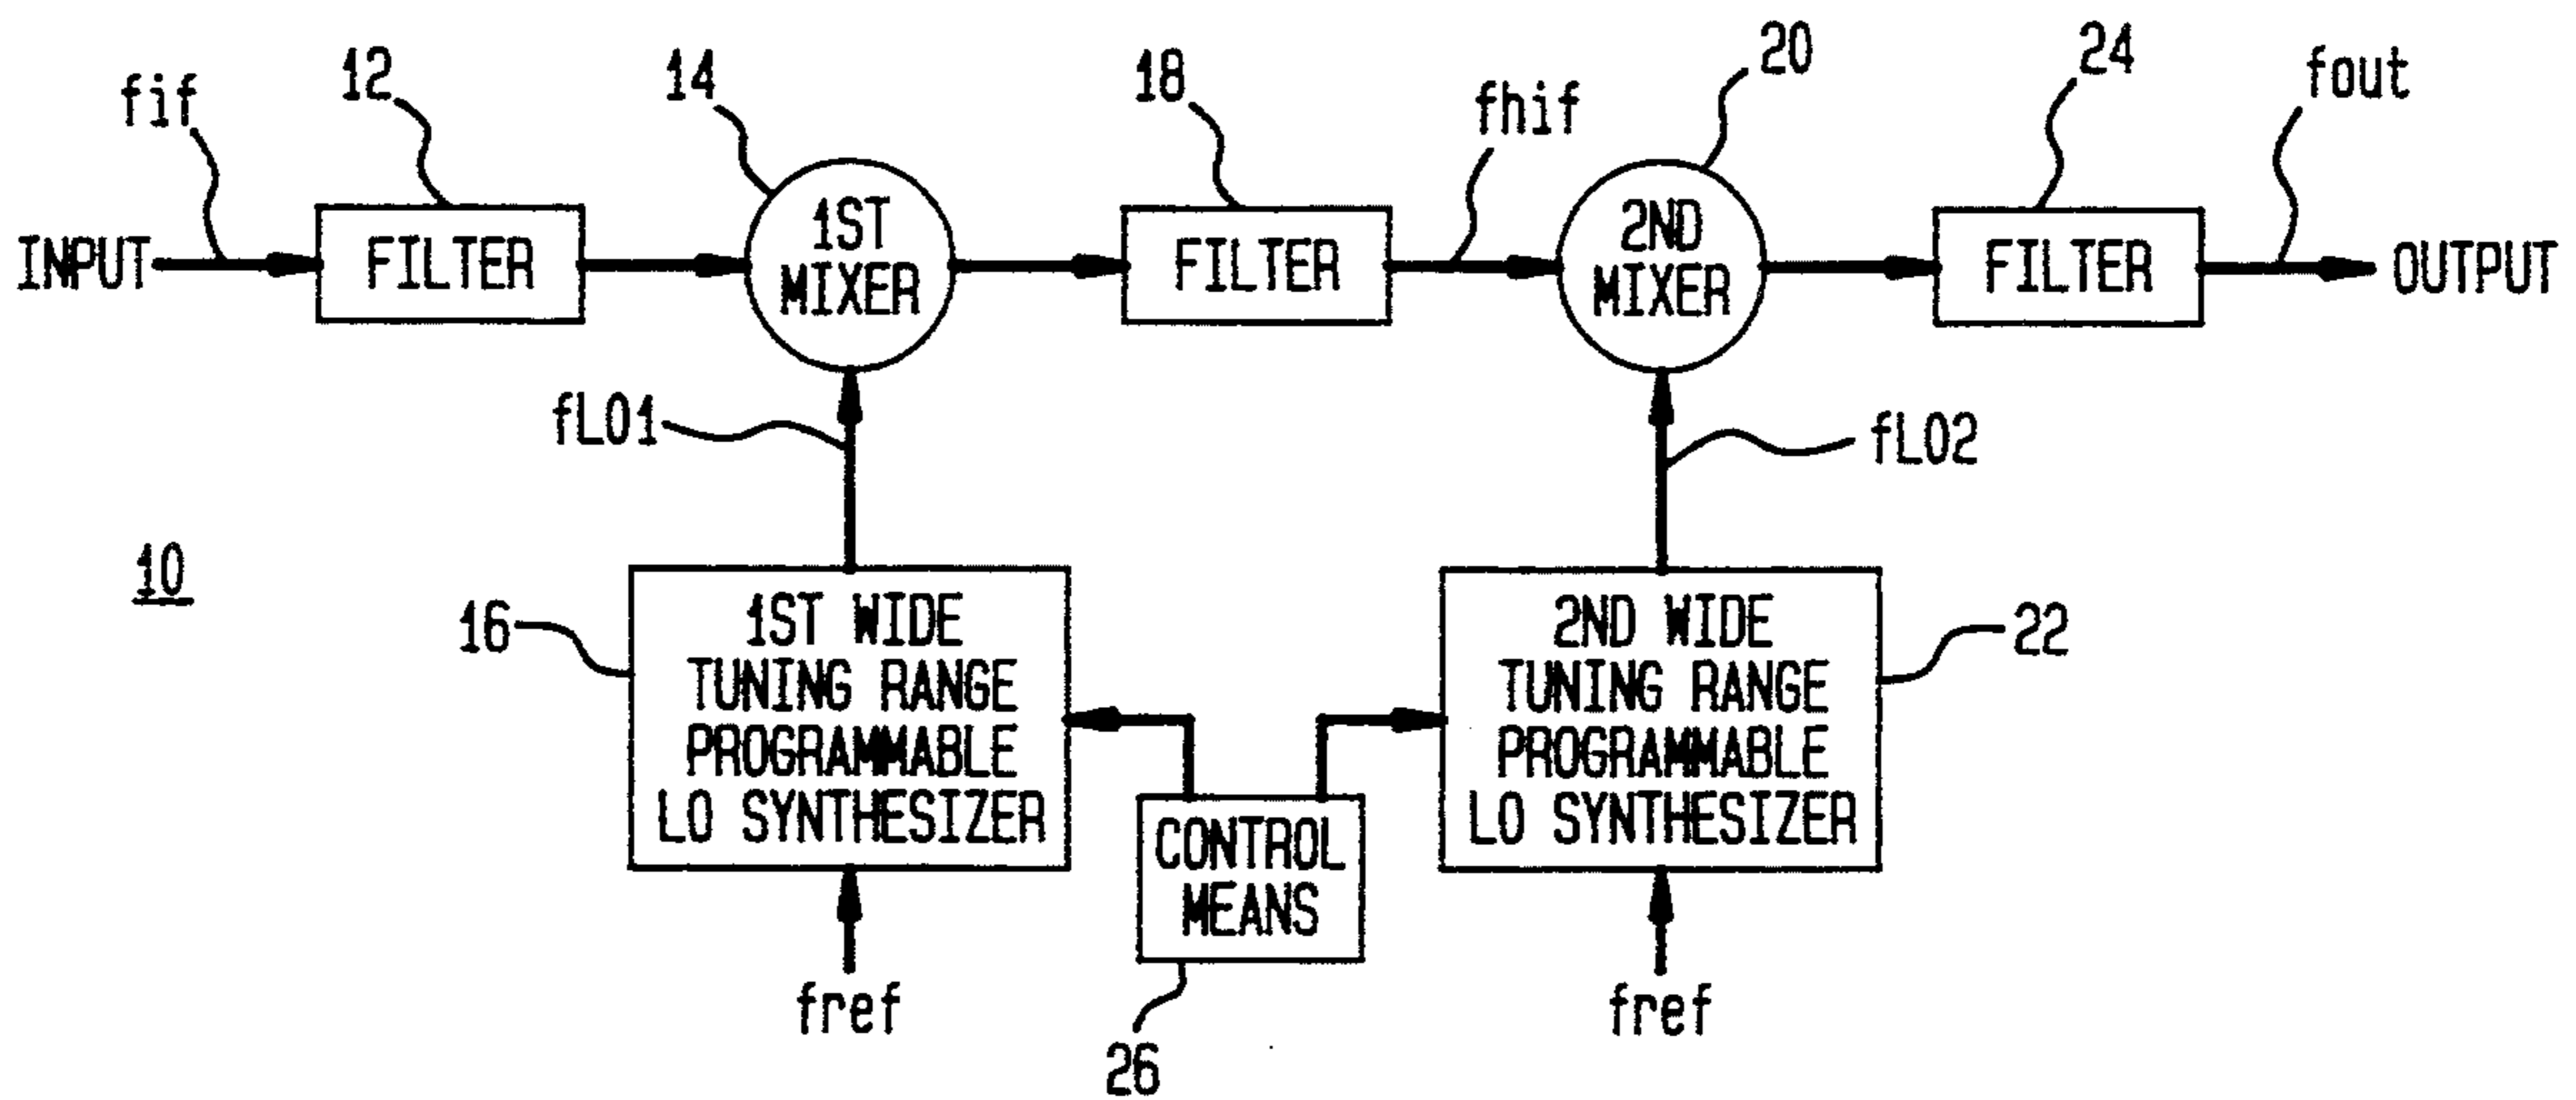 fif
12
14
18
fhif
20
24
fout
INPUT
FILTER
1ST
MIXER
FILTER
2ND
MIXER
FILTER
OUTPUT
fLO1
fLO2
10
16
1ST WIDE
TUNING RANGE
PROGRAMMABLE
LO SYNTHESIZER
2ND WIDE
TUNING RANGE
PROGRAMMABLE
LO SYNTHESIZER
22
CONTROL
MEANS
fref
26
fref